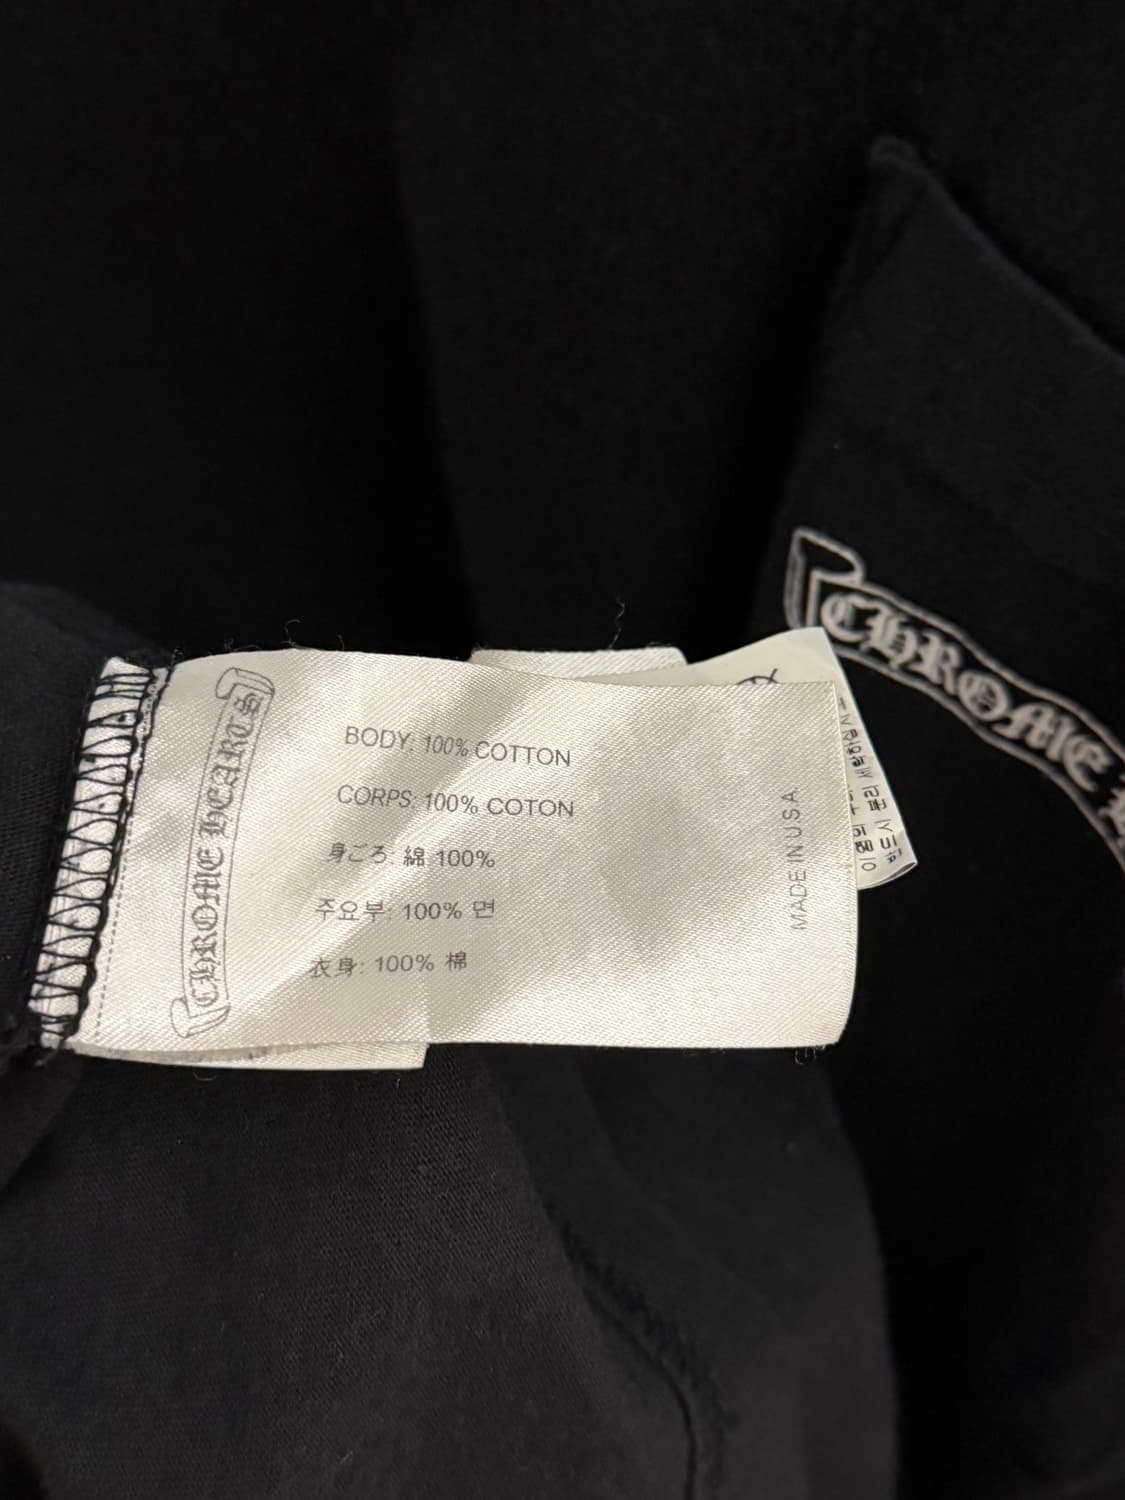 CHROME HEARTS
BODY: 100% COTTON
CORPS: 100% COTON
身ごろ: 綿 100%
주요부: 100% 면
衣身: 100% 棉
MADE IN U.S.A.
CHROME